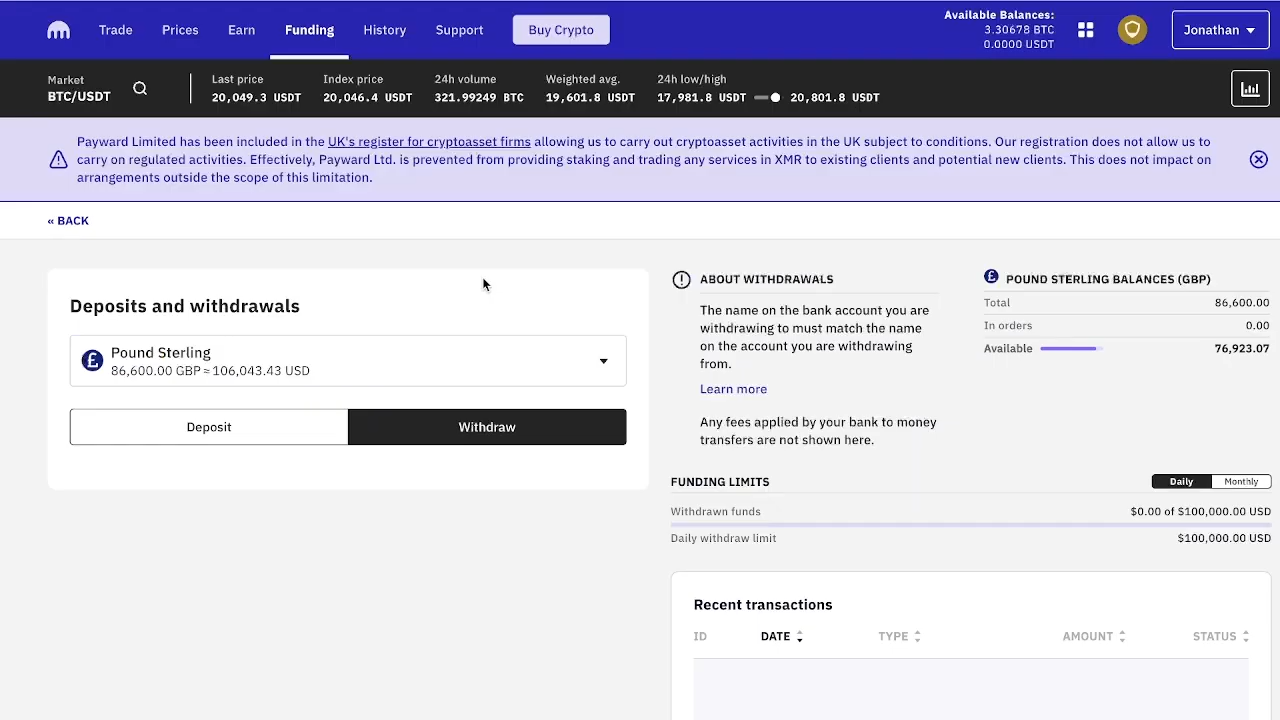 Trade
Prices
Earn
Funding
History
Support
Buy Crypto
Available Balances:
3.30678 BTC
0.0000 USDT
Jonathan
Market
BTC/USDT
Last price
20,049.3 USDT
Index price
20,046.4 USDT
24h volume
321.99249 BTC
Weighted avg.
19,601.8 USDT
24h low/high
17,981.8 USDT
20,801.8 USDT
Payward Limited has been included in the UK's register for cryptoasset firms allowing us to carry out cryptoasset activities in the UK subject to conditions. Our registration does not allow us to
carry on regulated activities. Effectively, Payward Ltd. is prevented from providing staking and trading any services in XMR to existing clients and potential new clients. This does not impact on
arrangements outside the scope of this limitation.
« BACK
Deposits and withdrawals
£ Pound Sterling
86,600.00 GBP ≈ 106,043.43 USD
Deposit
Withdraw
ABOUT WITHDRAWALS
The name on the bank account you are
withdrawing to must match the name
on the account you are withdrawing
from.
Learn more
Any fees applied by your bank to money
transfers are not shown here.
£ POUND STERLING BALANCES (GBP)
Total 86,600.00
In orders 0.00
Available 76,923.07
FUNDING LIMITS
Daily
Monthly
Withdrawn funds $0.00 of $100,000.00 USD
Daily withdraw limit $100,000.00 USD
Recent transactions
ID DATE TYPE AMOUNT STATUS